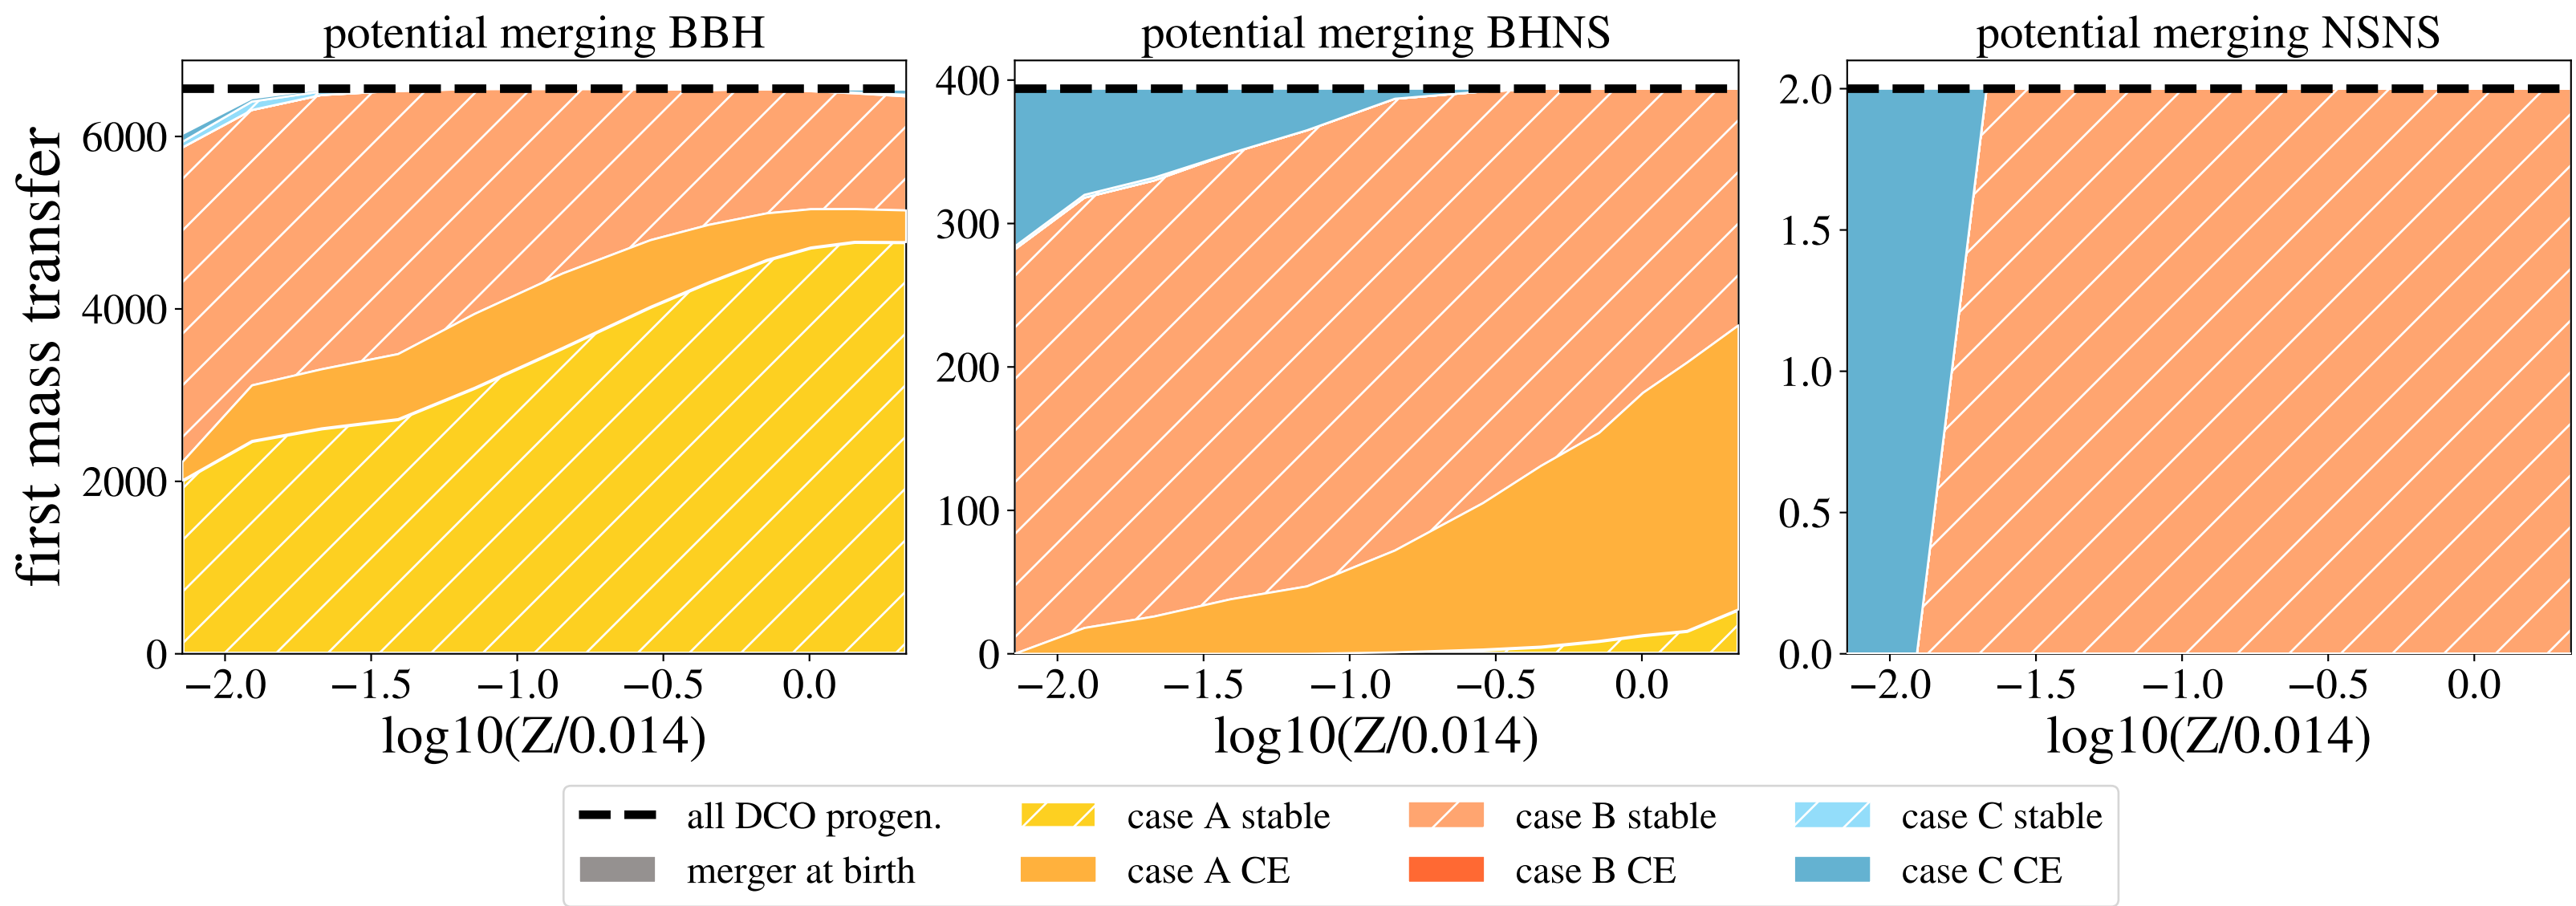 potential merging BBH
potential merging BHNS
potential merging NSNS
first mass transfer
6000
4000
2000
0
−2.0
−1.5
−1.0
−0.5
0.0
log10(Z/0.014)
400
300
200
100
0
−2.0
−1.5
−1.0
−0.5
0.0
log10(Z/0.014)
2.0
1.5
1.0
0.5
0.0
−2.0
−1.5
−1.0
−0.5
0.0
log10(Z/0.014)
all DCO progen.
merger at birth
case A stable
case A CE
case B stable
case B CE
case C stable
case C CE